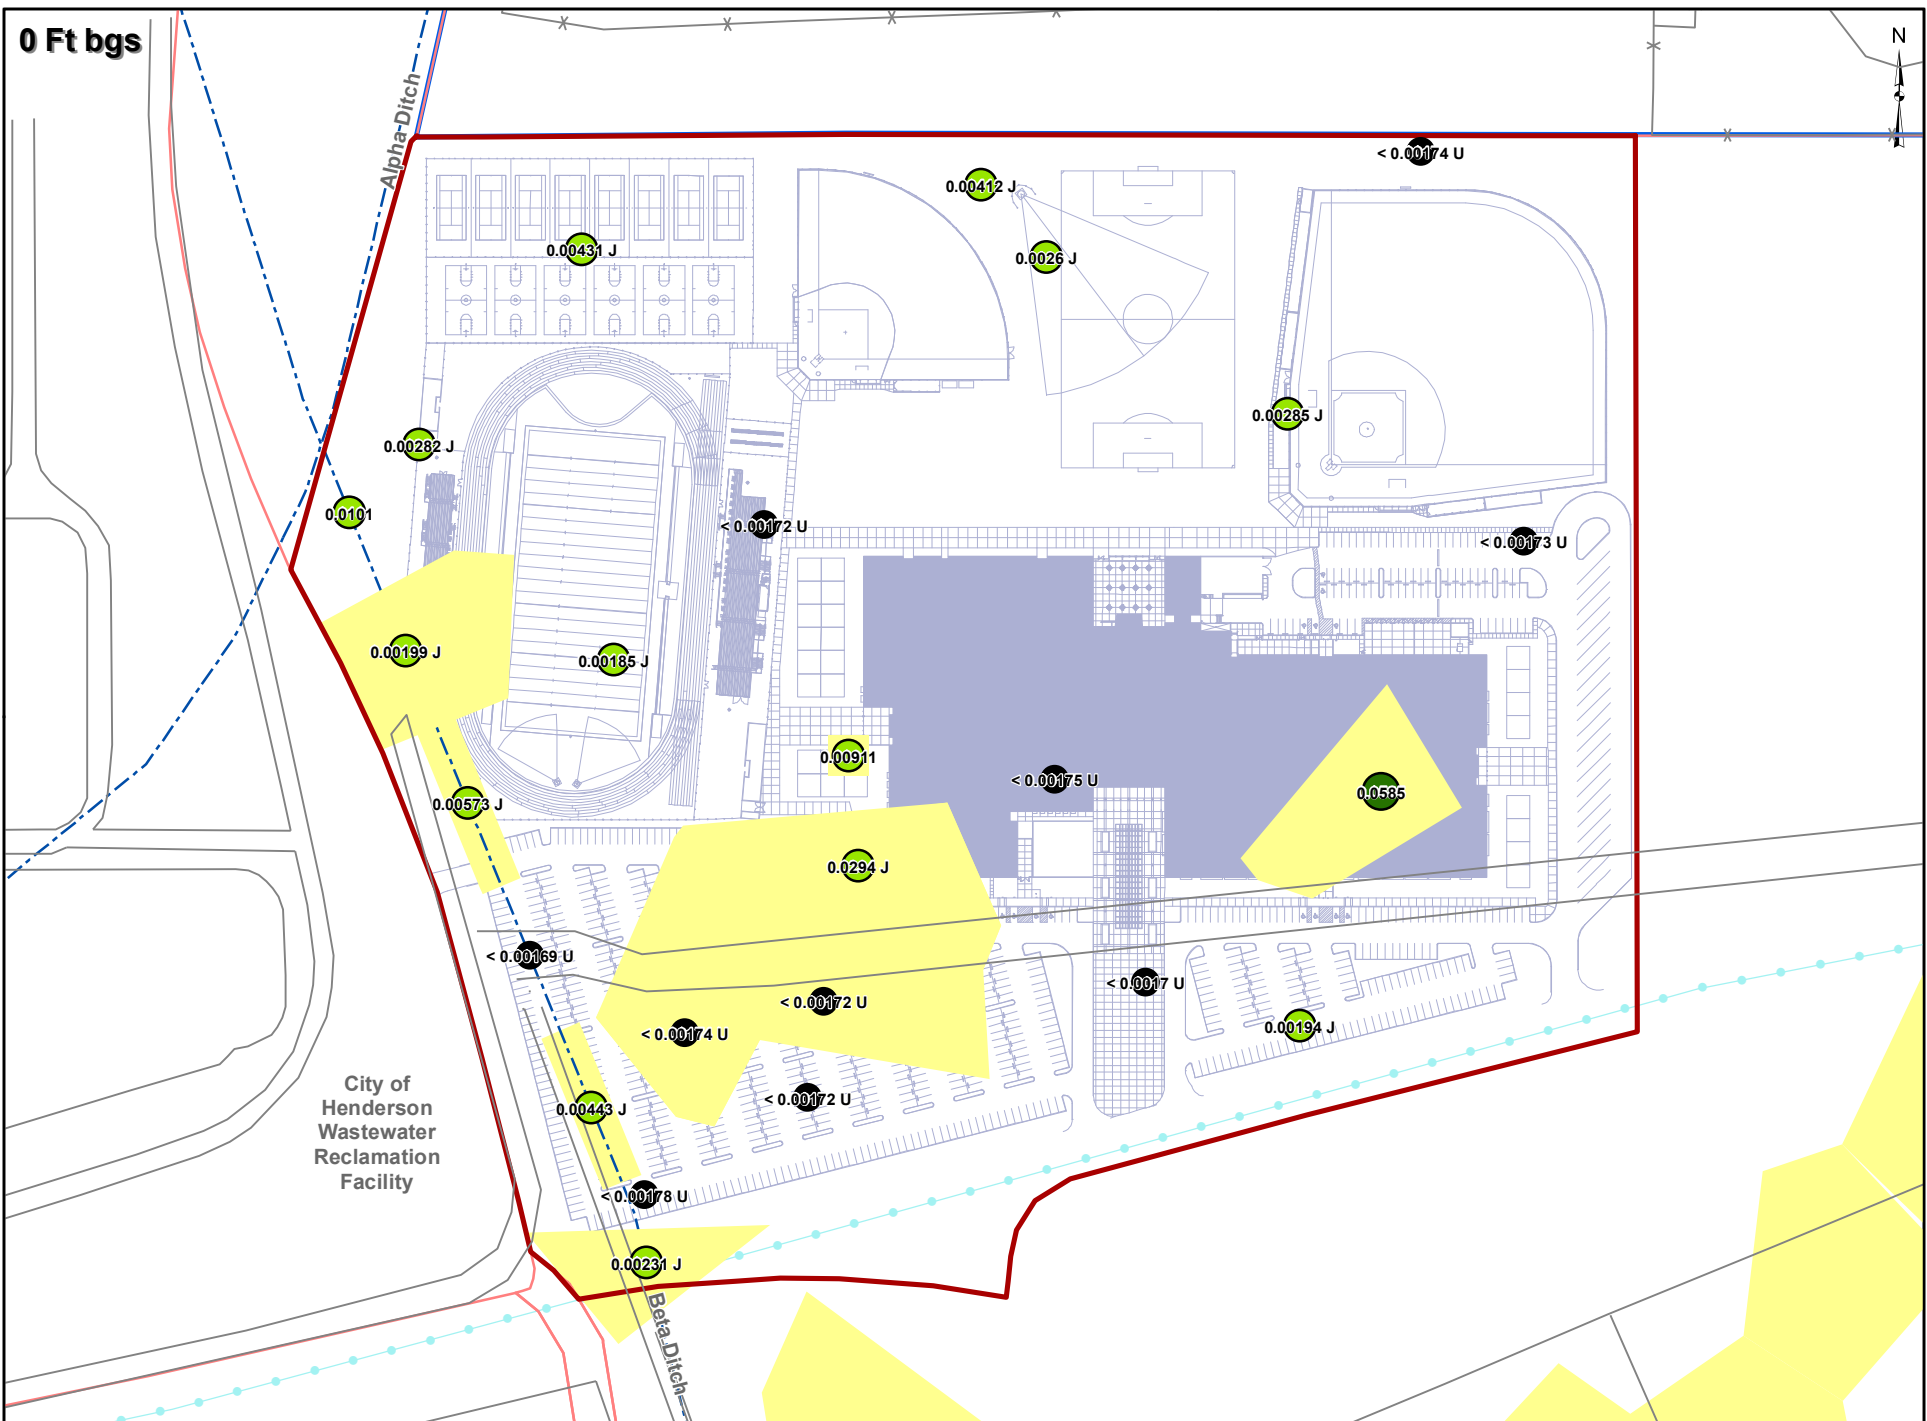 0 Ft bgs
N
Alpha Ditch
< 0.00174 U
0.00412 J
0.00431 J
0.0026 J
0.00285 J
0.00282 J
0.0101
< 0.00172 U
< 0.00173 U
0.00199 J
0.00185 J
0.00911
< 0.00175 U
0.0585
0.00573 J
0.0294 J
< 0.00169 U
< 0.00172 U
< 0.0017 U
< 0.00174 U
0.00194 J
City of
Henderson
Wastewater
Reclamation
Facility
< 0.00172 U
0.00443 J
< 0.00178 U
0.00231 J
Beta Ditch